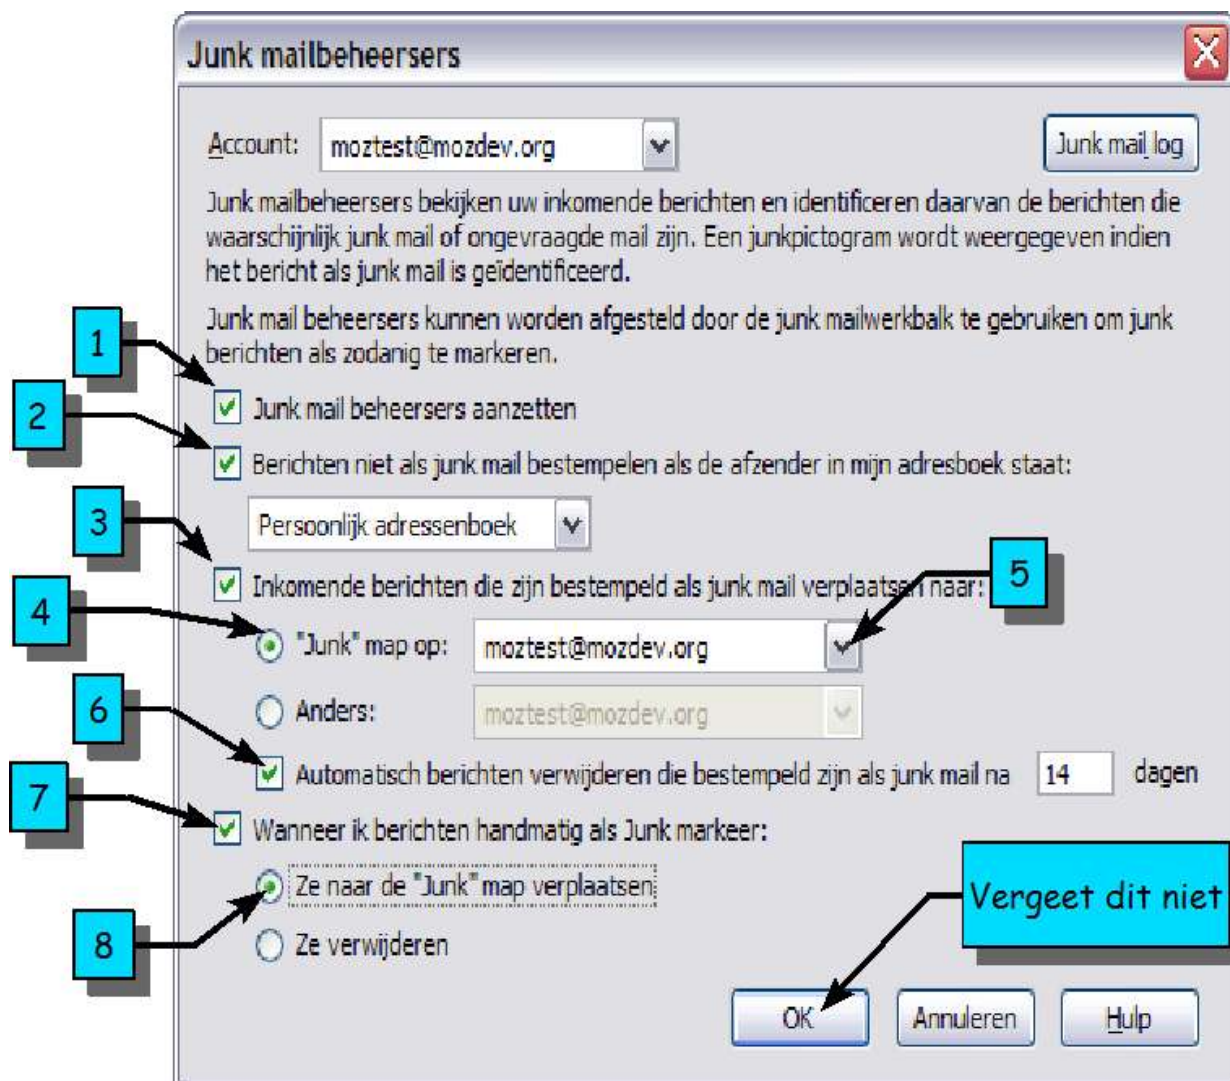 Junk mailbeheersers
Account: moztest@mozdev.org Junk mail log
Junk mailbeheersers bekijken uw inkomende berichten en identificeren daarvan de berichten die
waarschijnlijk junk mail of ongevraagde mail zijn. Een junkpictogram wordt weergegeven indien
het bericht als junk mail is geïdentificeerd.
Junk mail beheersers kunnen worden afgesteld door de junk mailwerkbalk te gebruiken om junk
berichten als zodanig te markeren.
1
Junk mail beheersers aanzetten
2
Berichten niet als junk mail bestempelen als de afzender in mijn adresboek staat:
Persoonlijk adressenboek
3
Inkomende berichten die zijn bestempeld als junk mail verplaatsen naar:
5
4
"Junk" map op: moztest@mozdev.org
Anders: moztest@mozdev.org
6
Automatisch berichten verwijderen die bestempeld zijn als junk mail na 14 dagen
7
Wanneer ik berichten handmatig als Junk markeer:
Ze naar de "Junk" map verplaatsen
Vergeet dit niet
8
Ze verwijderen
OK Annuleren Hulp